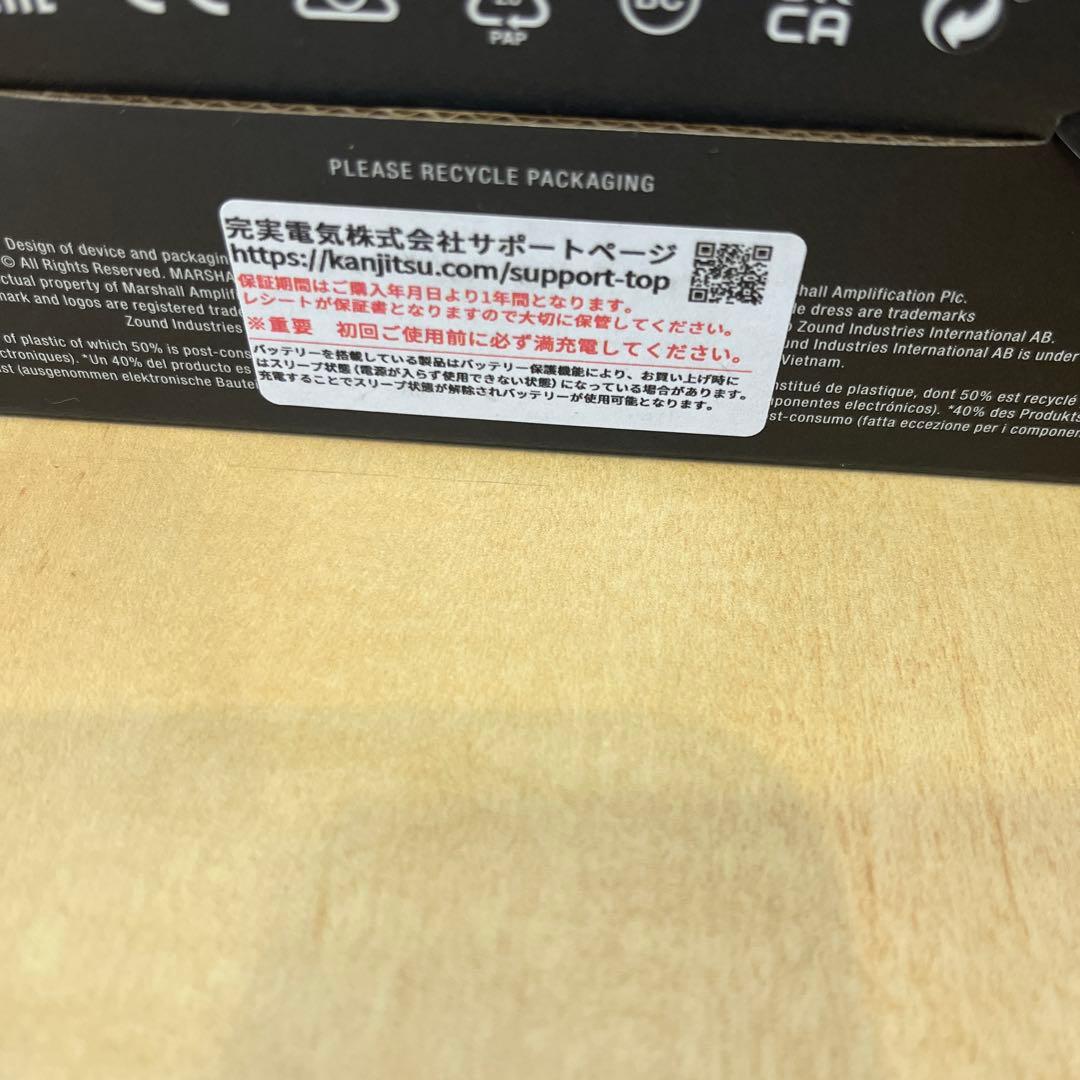 PAP
CA
PLEASE RECYCLE PACKAGING
完実電気株式会社サポートページ
https://kanjitsu.com/support-top
保証期間はご購入年月日より1年間となります。
レシートが保証書となりますので大切に保管してください。
※重要 初回ご使用前に必ず満充電してください。
バッテリーを搭載している製品はバッテリー保護機能により、お買い上げ時に
はスリープ状態(電源が入らず使用できない状態)になっている場合があります。
充電することでスリープ状態が解除されバッテリーが使用可能となります。
Design of device and packagin
© All Rights Reserved. MARSHA
ctual property of Marshall Amplif
mark and logos are registered trad
Zound Industries
of plastic of which 50% is post-cons
ctroniques). *Un 40% del producto es
st (ausgenommen elektronische Baute
shall Amplification Plc.
de dress are trademarks
Zound Industries International AB.
und Industries International AB is under
Vietnam.
nstitué de plastique, dont 50% est recyclé
ponentes electrónicos). *40% des Produkts
st-consumo (fatta eccezione per i componen